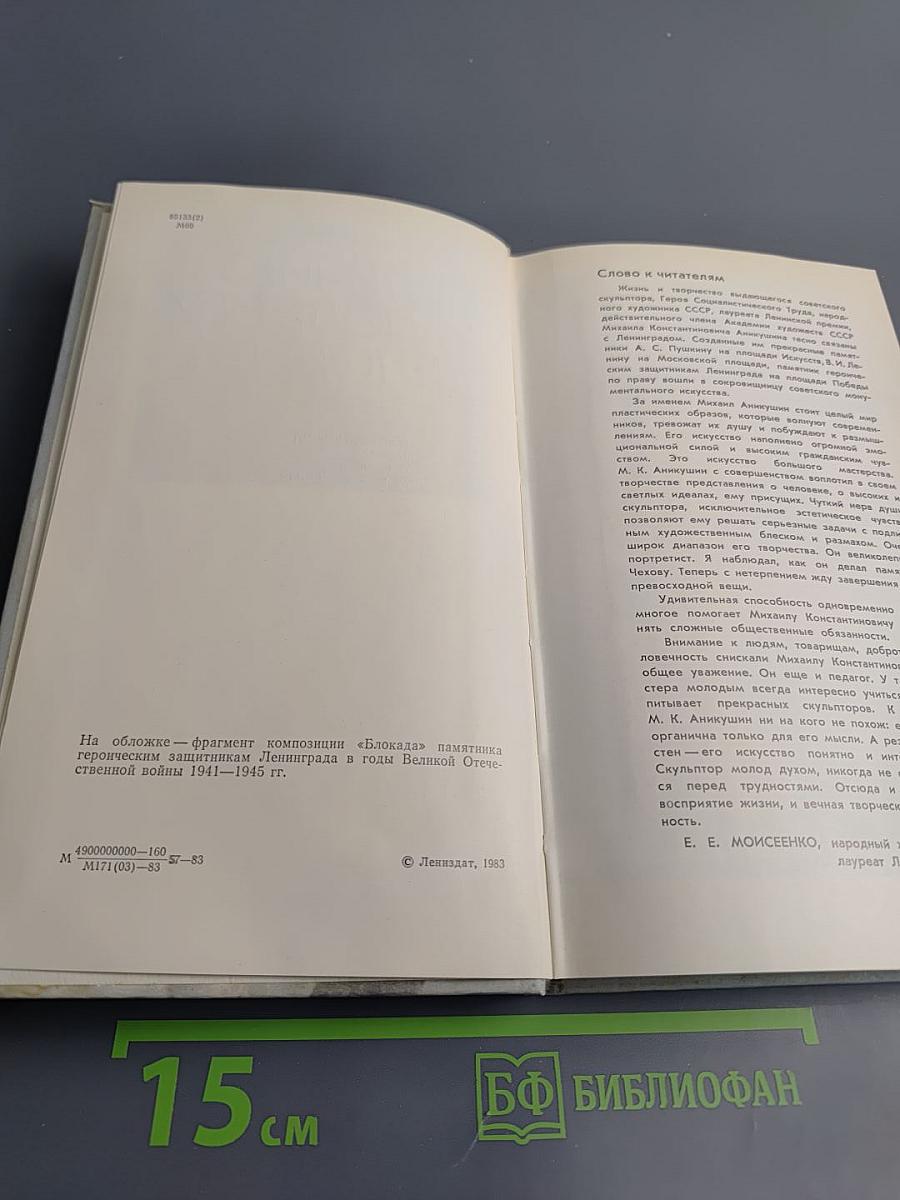 85133(2)
М60
На обложке — фрагмент композиции «Блокада» памятника
героическим защитникам Ленинграда в годы Великой Отече-
ственной войны 1941—1945 гг.
М 4900000000—160 57—83
М171(03)—83
© Лениздат, 1983
Слово к читателям
Жизнь и творчество выдающегося советского
скульптора, Героя Социалистического Труда, народ-
ного художника СССР, лауреата Ленинской премии,
действительного члена Академии художеств СССР
Михаила Константиновича Аникушина тесно связаны
с Ленинградом. Созданные им прекрасные памят-
ники А. С. Пушкину на площади Искусств, В. И. Ле-
нину на Московской площади, памятник героиче-
ским защитникам Ленинграда на площади Победы
по праву вошли в сокровищницу советского мону-
ментального искусства.
За именем Михаил Аникушин стоит целый мир
пластических образов, которые волнуют современ-
ников, тревожат их душу и побуждают к размыш-
лениям. Его искусство наполнено огромной эмо-
циональной силой и высоким гражданским чув-
ством. Это искусство большого мастерства.
М. К. Аникушин с совершенством воплотил в своем
творчестве представления о человеке, о высоких и
светлых идеалах, ему присущих. Чуткий нерв души
скульптора, исключительное эстетическое чувств
позволяют ему решать серьезные задачи с подли
ным художественным блеском и размахом. Оче
широк диапазон его творчества. Он великолеп
портретист. Я наблюдал, как он делал памя
Чехову. Теперь с нетерпением жду завершения
превосходной вещи.
Удивительная способность одновременно
многое помогает Михаилу Константиновичу
нять сложные общественные обязанности.
Внимание к людям, товарищам, доброт
ловечность снискали Михаилу Константинов
общее уважение. Он еще и педагог. У т
стера молодым всегда интересно учиться
питывает прекрасных скульпторов. К
М. К. Аникушин ни на кого не похож: е
органична только для его мысли. А рез
стен — его искусство понятно и инт
Скульптор молод духом, никогда не
ся перед трудностями. Отсюда и
восприятие жизни, и вечная творческ
ность.
Е. Е. МОИСЕЕНКО, народный х
лауреат Л
15 см
БФ БИБЛИОФАН